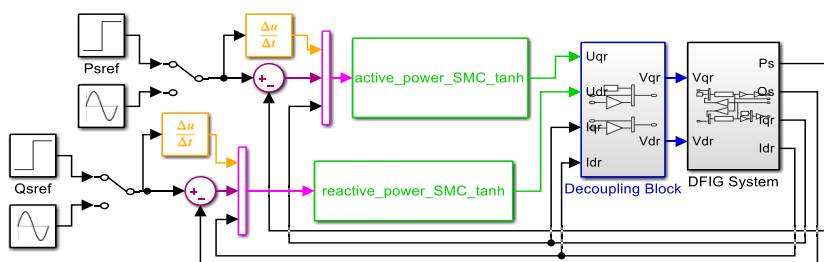 Psref
Δu
Δt
+
-
active_power_SMC_tanh
Uqr
Udr
Iqr
Idr
Vqr
Vdr
Decoupling Block
Vqr
Vdr
Ps
Qs
Iqr
Idr
DFIG System
Qsref
Δu
Δt
+
-
reactive_power_SMC_tanh